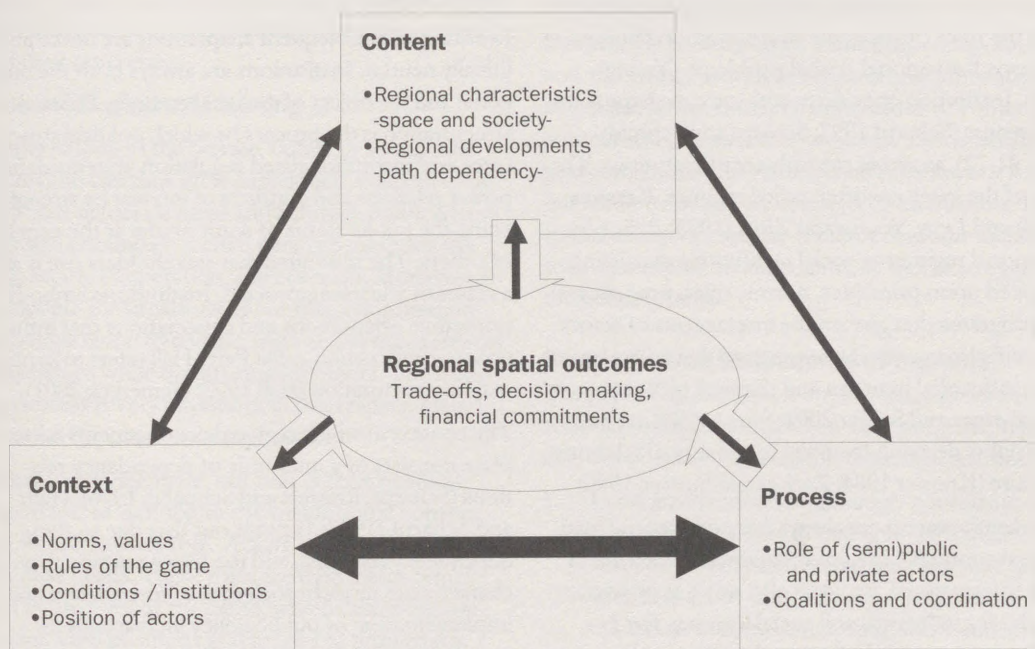 Content
•Regional characteristics
-space and society-
•Regional developments
-path dependency-
Regional spatial outcomes
Trade-offs, decision making,
financial commitments
Context
•Norms, values
•Rules of the game
•Conditions / institutions
•Position of actors
Process
•Role of (semi)public
and private actors
•Coalitions and coordination